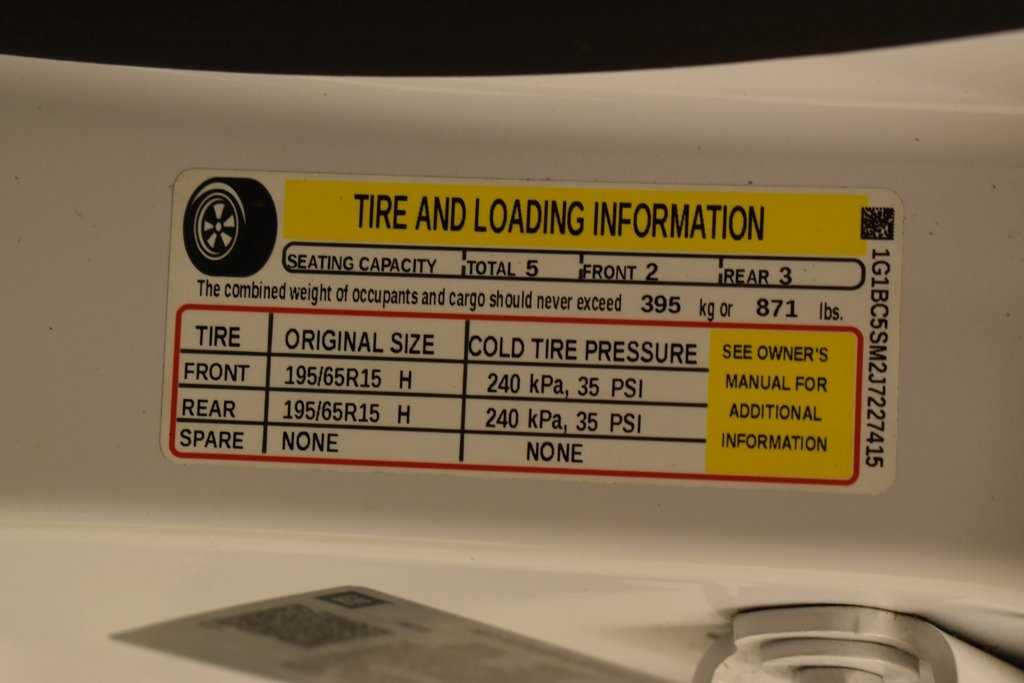 TIRE AND LOADING INFORMATION
SEATING CAPACITY TOTAL 5 FRONT 2 REAR 3
The combined weight of occupants and cargo should never exceed 395 kg or 871 lbs.
TIRE ORIGINAL SIZE COLD TIRE PRESSURE
FRONT 195/65R15 H 240 kPa, 35 PSI
REAR 195/65R15 H 240 kPa, 35 PSI
SPARE NONE NONE
SEE OWNER'S
MANUAL FOR
ADDITIONAL
INFORMATION
1G1BC5SM2J7227415